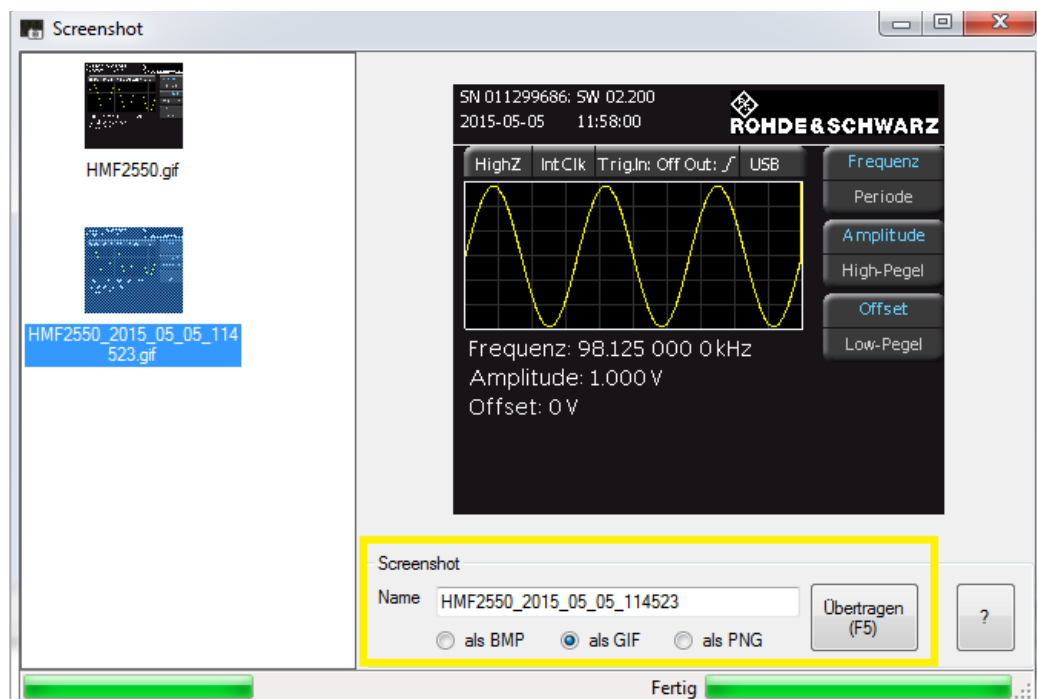 Screenshot
HMF2550.gif
HMF2550_2015_05_05_114
523.gif
SN 011299686; SW 02.200
2015-05-05 11:58:00
ROHDE&SCHWARZ
HighZ IntClk Trig.In: Off Out: USB
Frequenz
Periode
Amplitude
High-Pegel
Offset
Low-Pegel
Frequenz: 98.125 000 0 kHz
Amplitude: 1.000 V
Offset: 0 V
Screenshot
Name HMF2550_2015_05_05_114523
als BMP als GIF als PNG
Übertragen
(F5)
?
Fertig